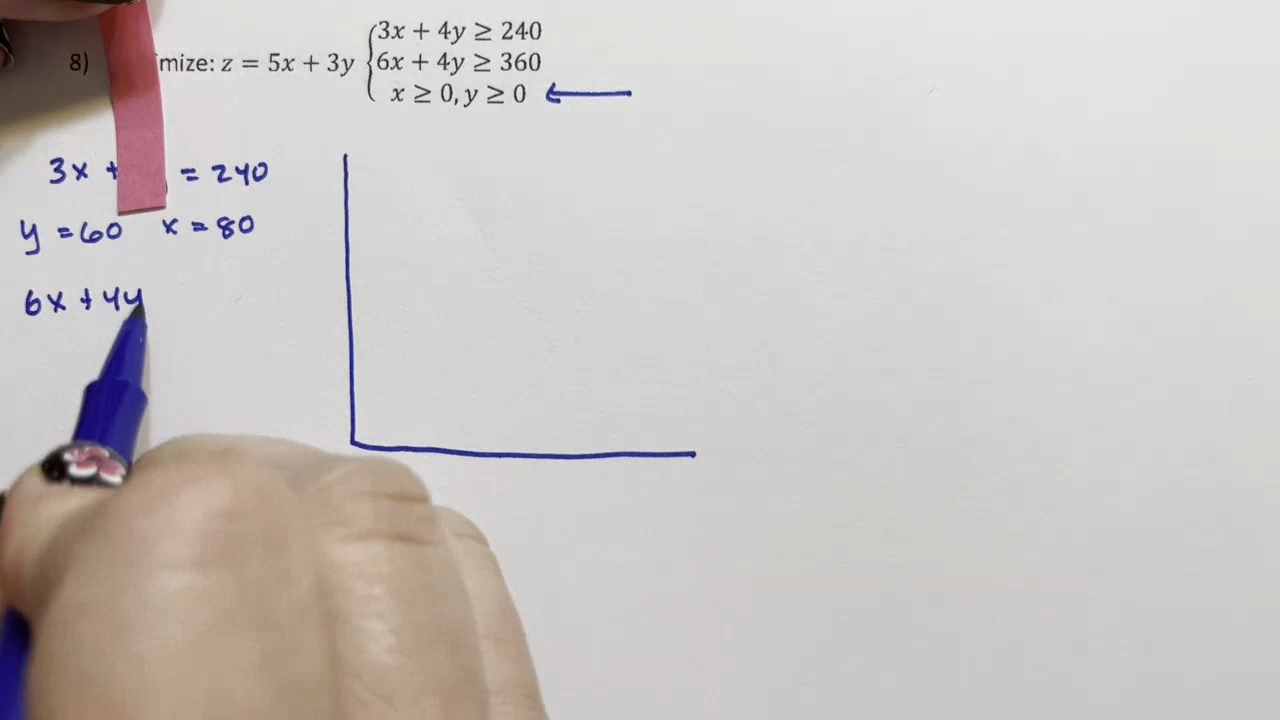 8) mize: z = 5x + 3y
3x + 4y ≥ 240
6x + 4y ≥ 360
x ≥ 0, y ≥ 0
3x + = 240
y = 60 x = 80
6x + 4y